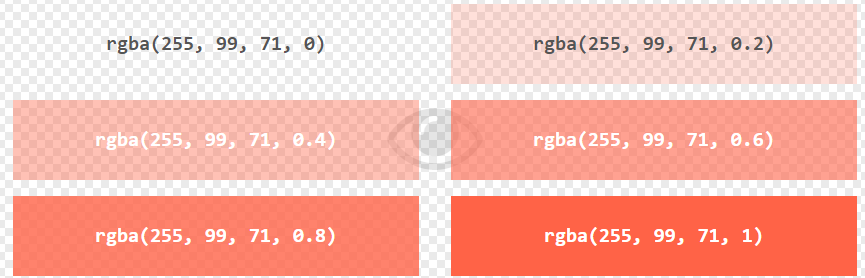 rgba(255, 99, 71, 0)
rgba(255, 99, 71, 0.2)
rgba(255, 99, 71, 0.4)
rgba(255, 99, 71, 0.6)
rgba(255, 99, 71, 0.8)
rgba(255, 99, 71, 1)